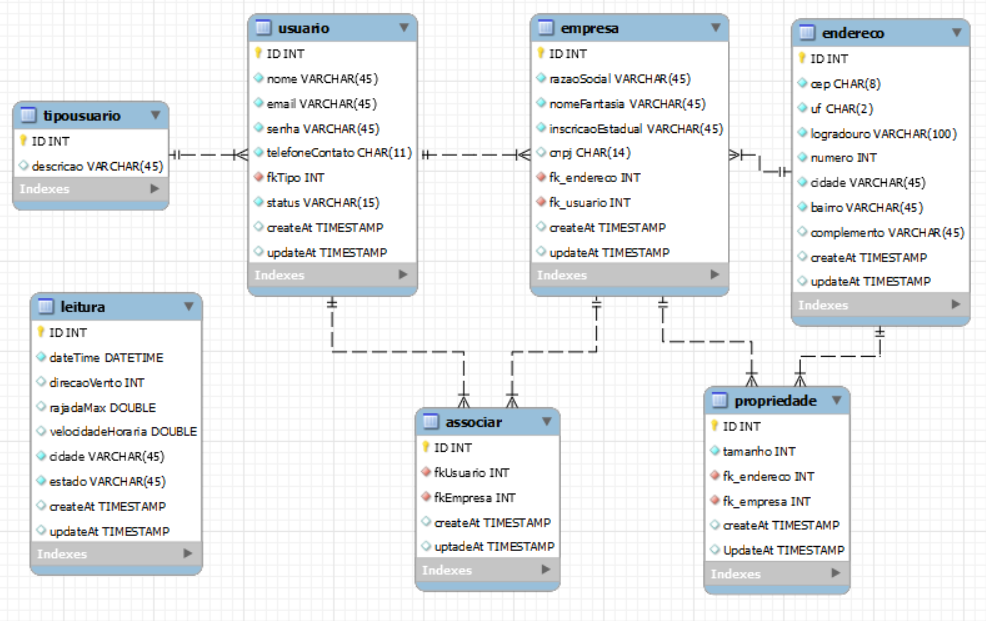 tipousuario
ID INT
descricao VARCHAR(45)
Indexes
usuario
ID INT
nome VARCHAR(45)
email VARCHAR(45)
senha VARCHAR(45)
telefoneContato CHAR(11)
fkTipo INT
status VARCHAR(15)
createAt TIMESTAMP
updateAt TIMESTAMP
Indexes
empresa
ID INT
razaoSocial VARCHAR(45)
nomeFantasia VARCHAR(45)
inscricaoEstadual VARCHAR(45)
cnpj CHAR(14)
fk_endereco INT
fk_usuario INT
createAt TIMESTAMP
updateAt TIMESTAMP
Indexes
endereco
ID INT
cep CHAR(8)
uf CHAR(2)
logradouro VARCHAR(100)
numero INT
cidade VARCHAR(45)
bairro VARCHAR(45)
complemento VARCHAR(45)
createAt TIMESTAMP
updateAt TIMESTAMP
Indexes
leitura
ID INT
dateTime DATETIME
direcaoVento INT
rajadaMax DOUBLE
velocidadeHoraria DOUBLE
cidade VARCHAR(45)
estado VARCHAR(45)
createAt TIMESTAMP
updateAt TIMESTAMP
Indexes
associar
ID INT
fkUsuario INT
fkEmpresa INT
createAt TIMESTAMP
uptadeAt TIMESTAMP
Indexes
propriedade
ID INT
tamanho INT
fk_endereco INT
fk_empresa INT
createAt TIMESTAMP
UpdateAt TIMESTAMP
Indexes